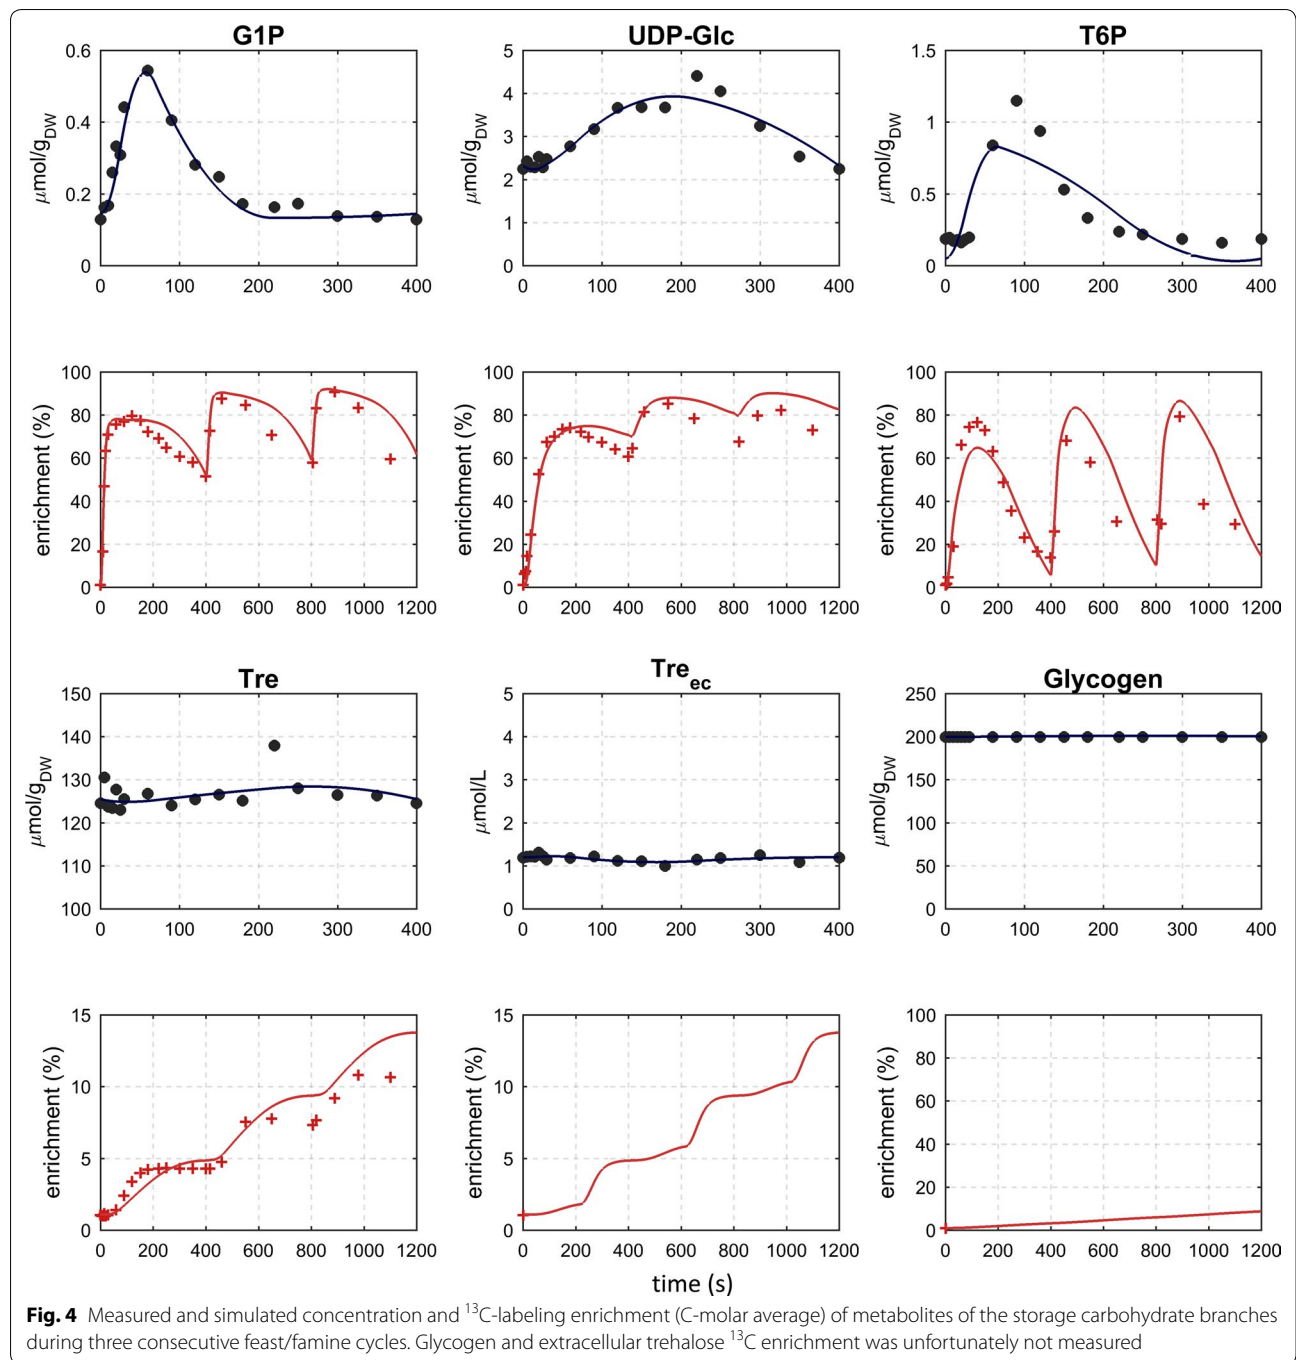 G1P
UDP-Glc
T6P
0.6
0.4
0.2
0
μmol/gDW
0 100 200 300 400
5
4
3
2
1
0
μmol/gDW
0 100 200 300 400
1.5
1
0.5
0
μmol/gDW
0 100 200 300 400
100
80
60
40
20
0
enrichment (%)
0 200 400 600 800 1000 1200
100
80
60
40
20
0
enrichment (%)
0 200 400 600 800 1000 1200
100
80
60
40
20
0
enrichment (%)
0 200 400 600 800 1000 1200
Tre
Tre ec
Glycogen
150
140
130
120
110
100
μmol/gDW
0 100 200 300 400
5
4
3
2
1
0
μmol/L
0 100 200 300 400
250
200
150
100
50
0
μmol/gDW
0 100 200 300 400
15
10
5
0
enrichment (%)
0 200 400 600 800 1000 1200
15
10
5
0
enrichment (%)
0 200 400 600 800 1000 1200
100
80
60
40
20
0
enrichment (%)
0 200 400 600 800 1000 1200
time (s)
Fig. 4 Measured and simulated concentration and ¹³C-labeling enrichment (C-molar average) of metabolites of the storage carbohydrate branches
during three consecutive feast/famine cycles. Glycogen and extracellular trehalose ¹³C enrichment was unfortunately not measured